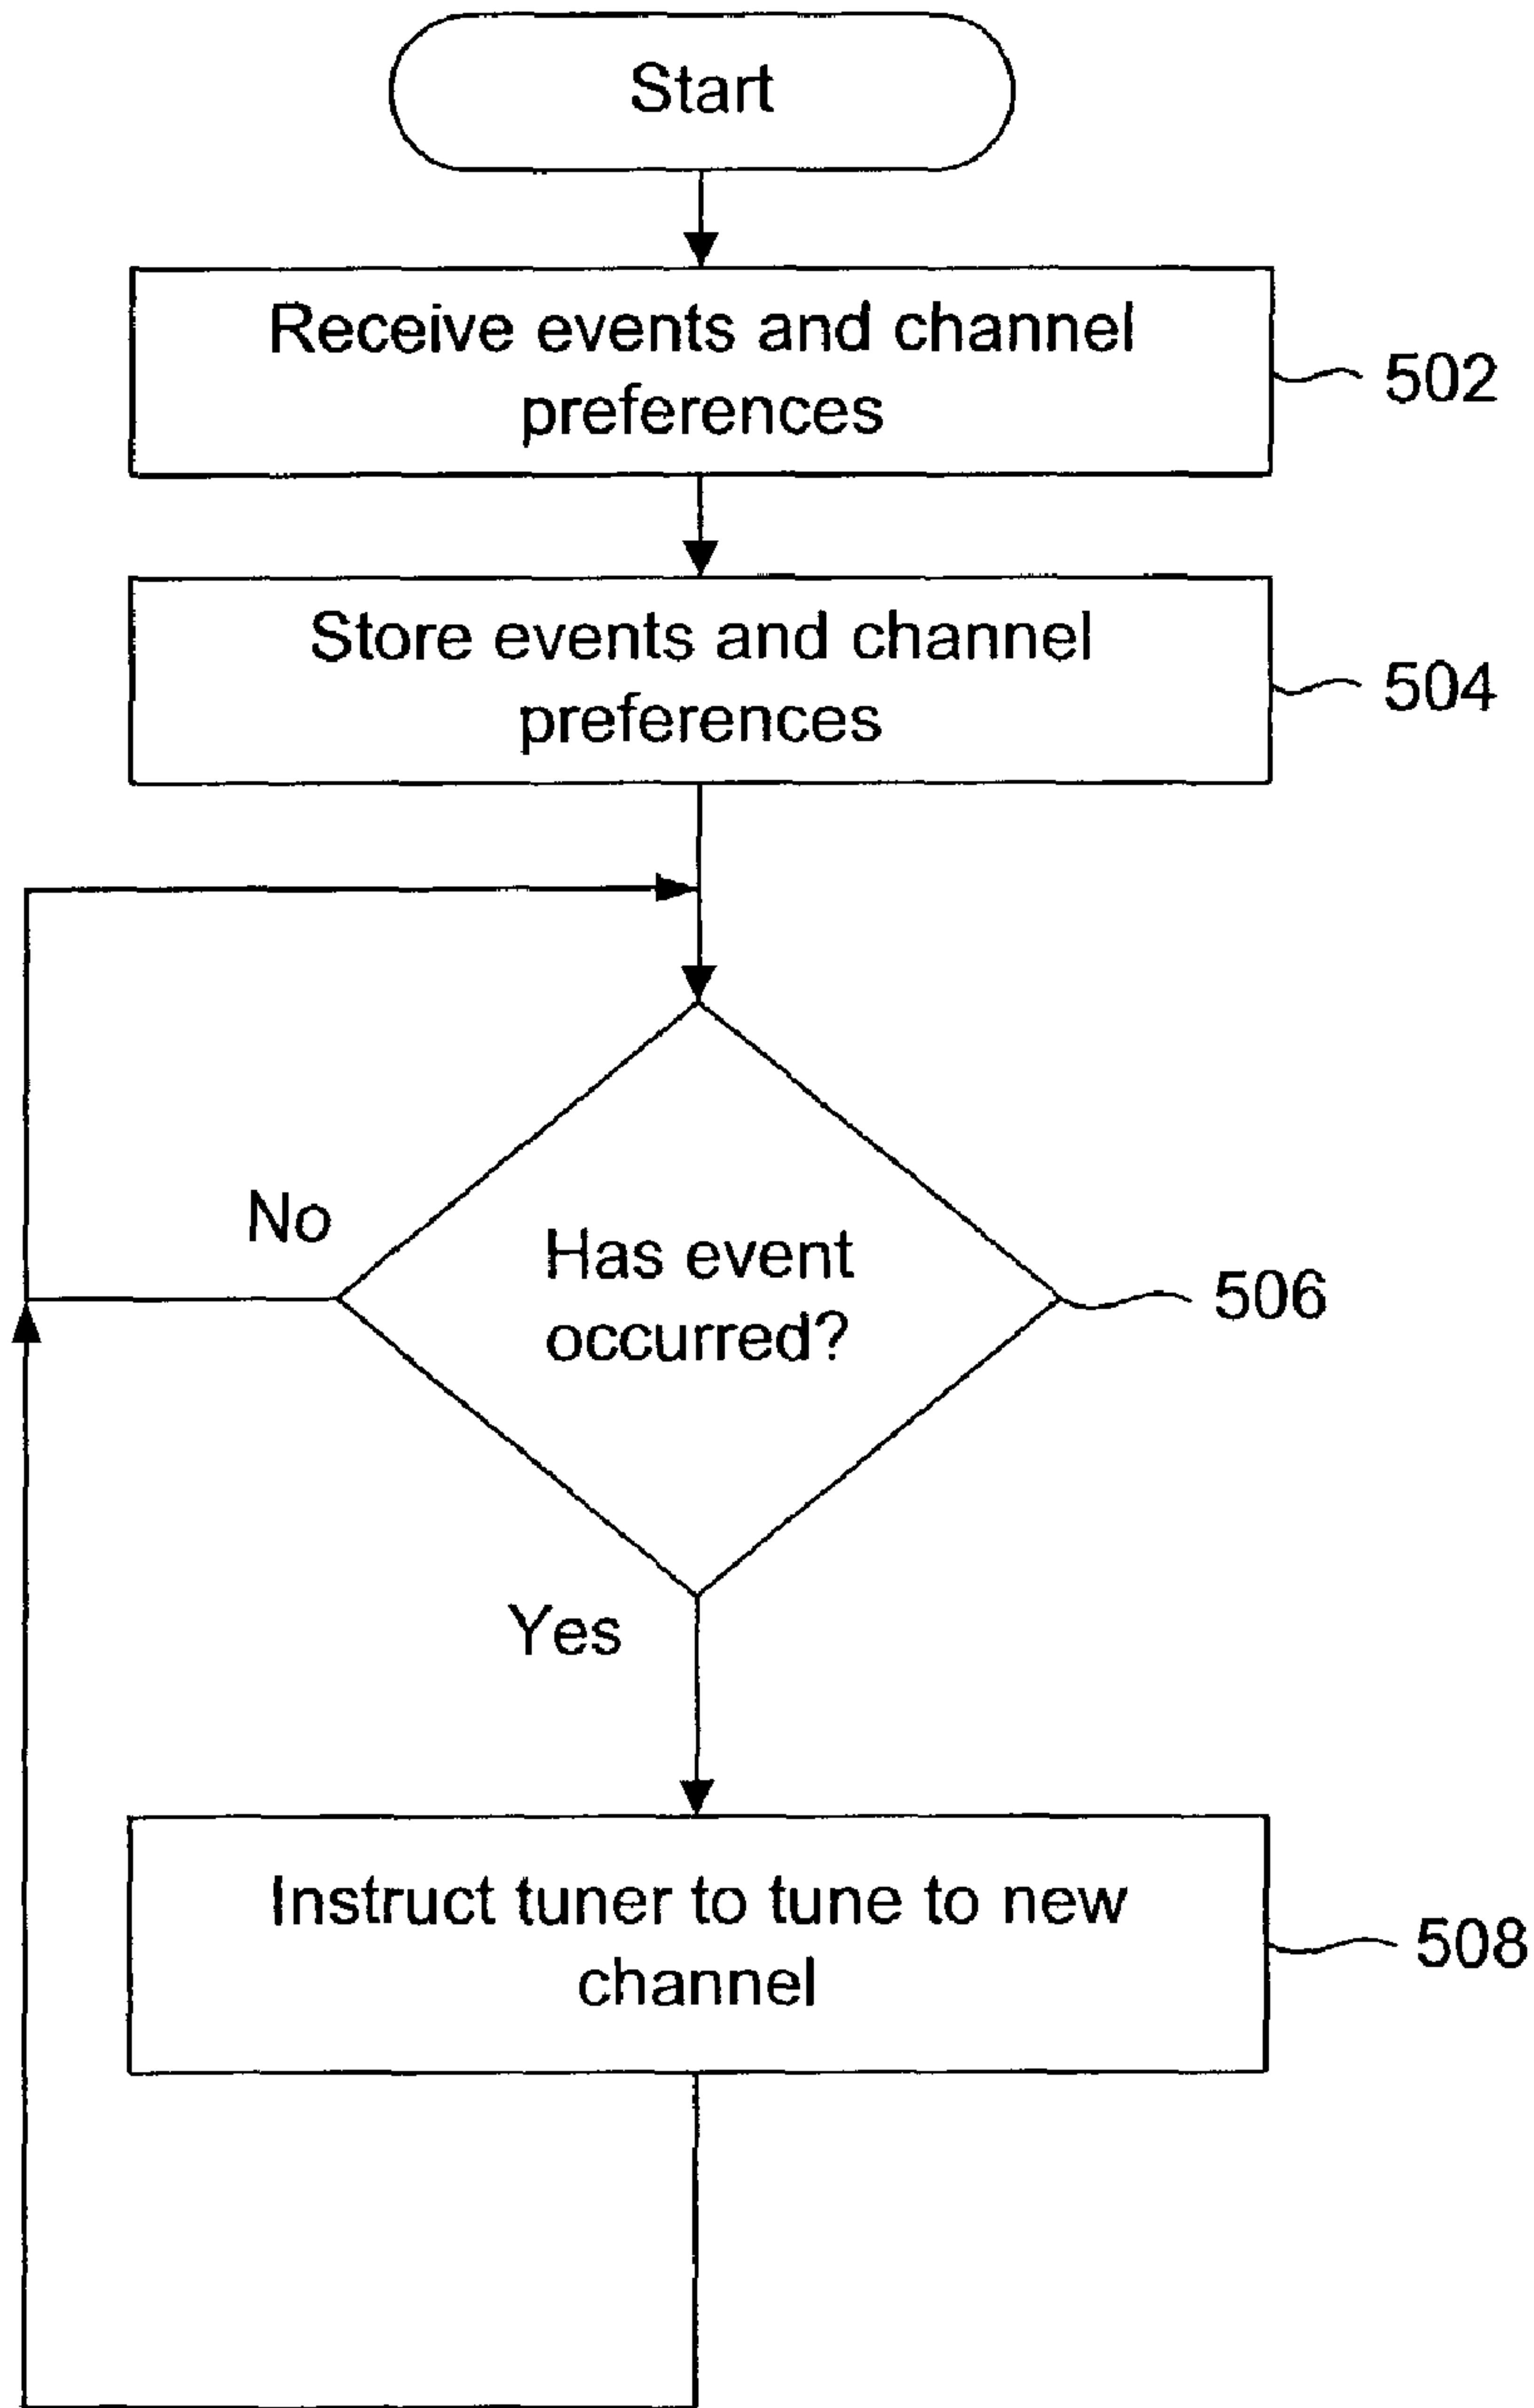 Start
Receive events and channel
preferences
502
Store events and channel
preferences
504
No
Has event
occurred?
506
Yes
Instruct tuner to tune to new
channel
508